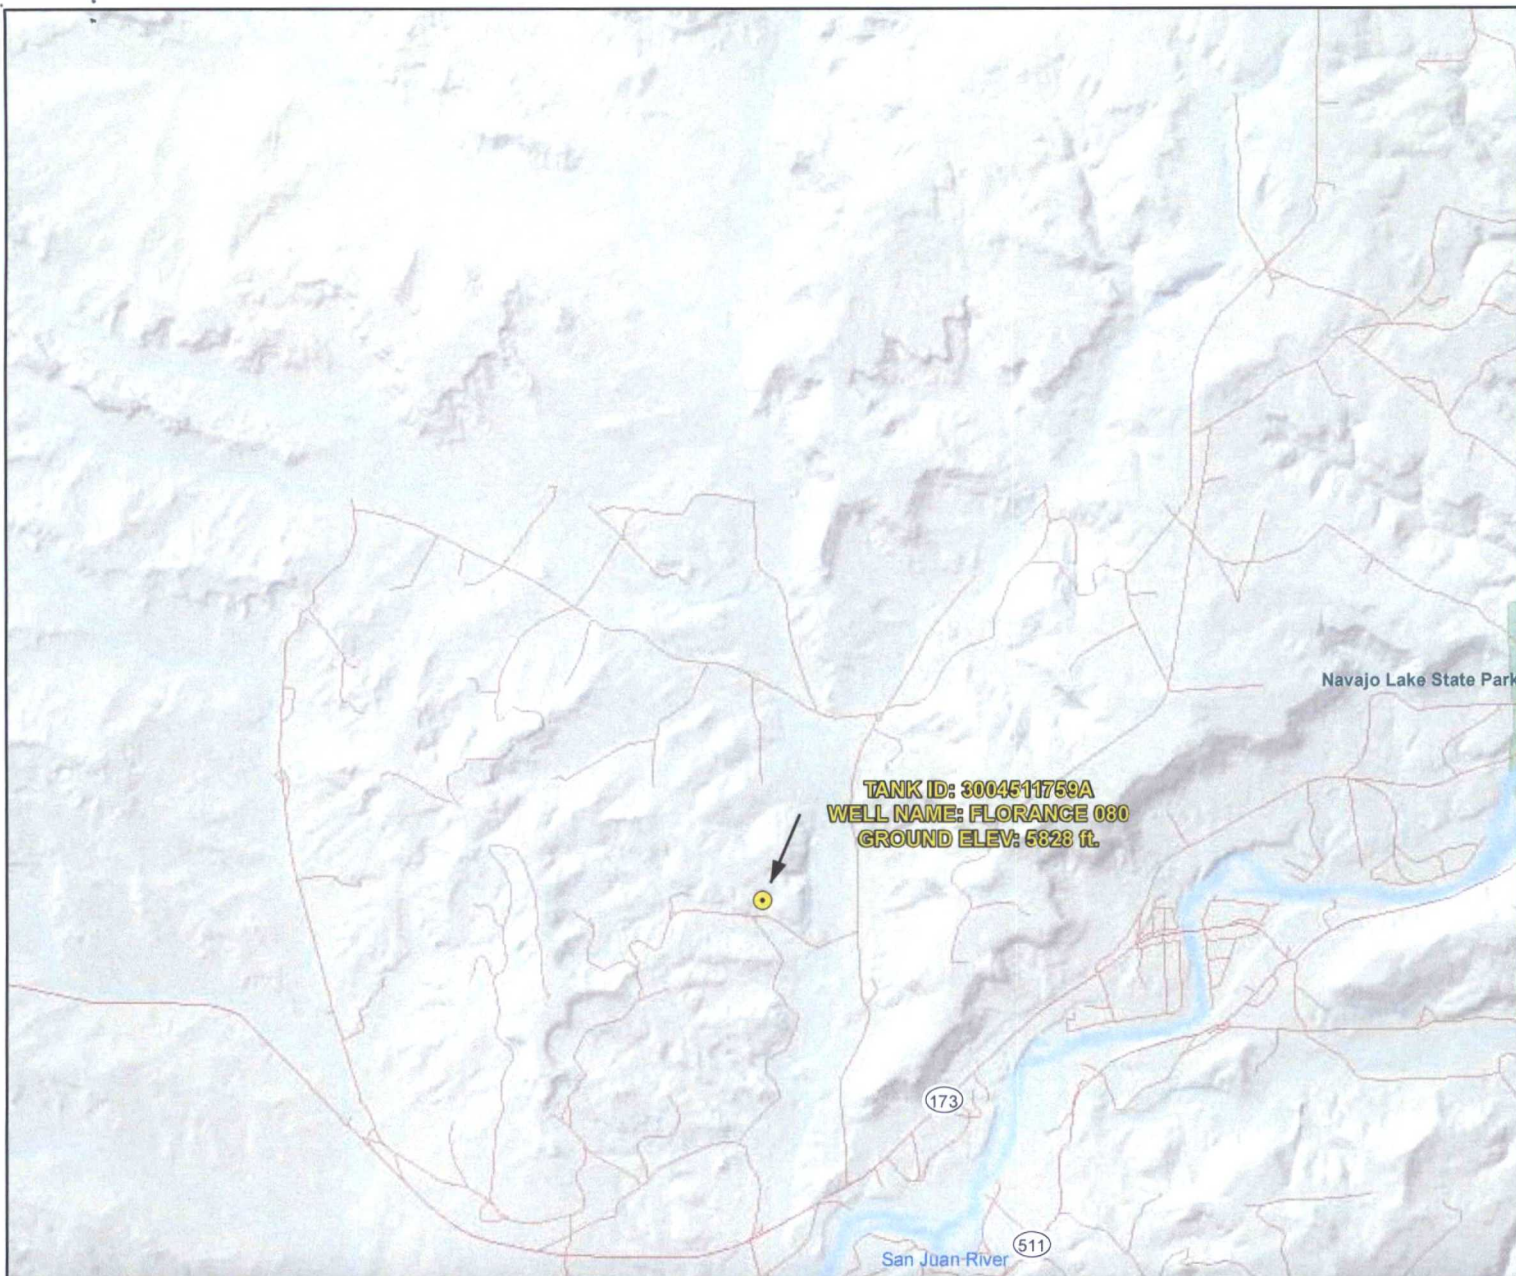 Navajo Lake State Park
TANK ID: 3004511759A
WELL NAME: FLORANCE 080
GROUND ELEV: 5828 ft.
173
511
San Juan River